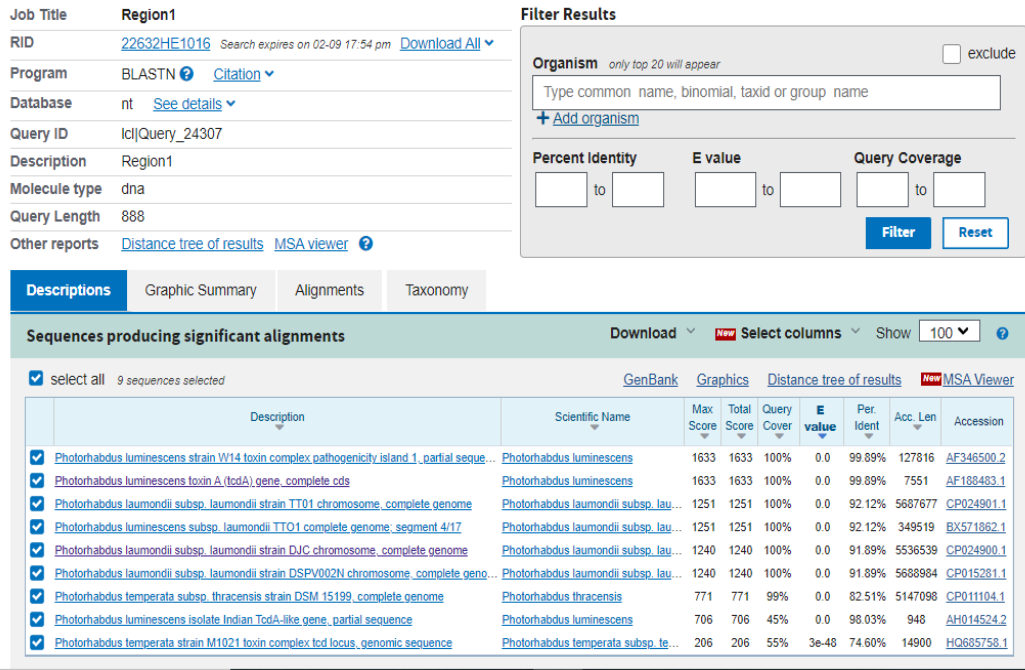 Job Title Region1
RID 22632HE1016 Search expires on 02-09 17:54 pm Download All
Program BLASTN ? Citation
Database nt See details
Query ID lcl|Query_24307
Description Region1
Molecule type dna
Query Length 888
Other reports Distance tree of results MSA viewer ?
Filter Results
Organism only top 20 will appear exclude
Type common name, binomial, taxid or group name
+ Add organism
Percent Identity E value Query Coverage
to to to
Filter Reset
Descriptions Graphic Summary Alignments Taxonomy
Sequences producing significant alignments Download New Select columns Show 100 ?
select all 9 sequences selected GenBank Graphics Distance tree of results New MSA Viewer
Description Scientific Name Max Score Total Score Query Cover E value Per. Ident Acc. Len Accession
Photorhabdus luminescens strain W14 toxin complex pathogenicity island 1, partial seque... Photorhabdus luminescens 1633 1633 100% 0.0 99.89% 127816 AF346500.2
Photorhabdus luminescens toxin A (tcdA) gene, complete cds Photorhabdus luminescens 1633 1633 100% 0.0 99.89% 7551 AF188483.1
Photorhabdus laumondii subsp. laumondii strain TT01 chromosome, complete genome Photorhabdus laumondii subsp. lau... 1251 1251 100% 0.0 92.12% 5687677 CP024901.1
Photorhabdus luminescens subsp. laumondii TTO1 complete genome; segment 4/17 Photorhabdus laumondii subsp. lau... 1251 1251 100% 0.0 92.12% 349519 BX571862.1
Photorhabdus laumondii subsp. laumondii strain DJC chromosome, complete genome Photorhabdus laumondii subsp. lau... 1240 1240 100% 0.0 91.89% 5536539 CP024900.1
Photorhabdus laumondii subsp. laumondii strain DSPV002N chromosome, complete geno... Photorhabdus laumondii subsp. lau... 1240 1240 100% 0.0 91.89% 5688984 CP015281.1
Photorhabdus temperata subsp. thracensis strain DSM 15199, complete genome Photorhabdus thracensis 771 771 99% 0.0 82.51% 5147098 CP011104.1
Photorhabdus luminescens isolate Indian TcdA-like gene, partial sequence Photorhabdus luminescens 706 706 45% 0.0 98.03% 948 AH014524.2
Photorhabdus temperata strain M1021 toxin complex tcd locus, genomic sequence Photorhabdus temperata subsp. te... 206 206 55% 3e-48 74.60% 14900 HQ685758.1